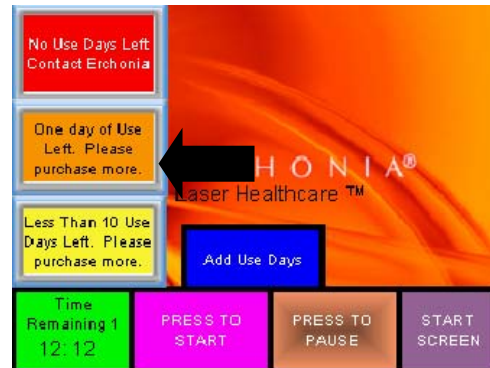 No Use Days Left
Contact Erchonia
One day of Use
Left. Please
purchase more.
HONIA®
Laser Healthcare ™
Less Than 10 Use
Days Left. Please
purchase more.
Add Use Days
Time
Remaining 1
12:12
PRESS TO
START
PRESS TO
PAUSE
START
SCREEN